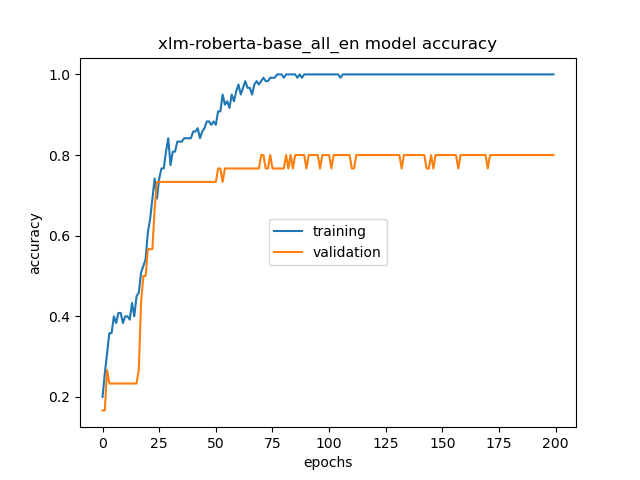 xlm-roberta-base_all_en model accuracy
1.0
0.8
0.6
0.4
0.2
accuracy
training
validation
0 25 50 75 100 125 150 175 200
epochs